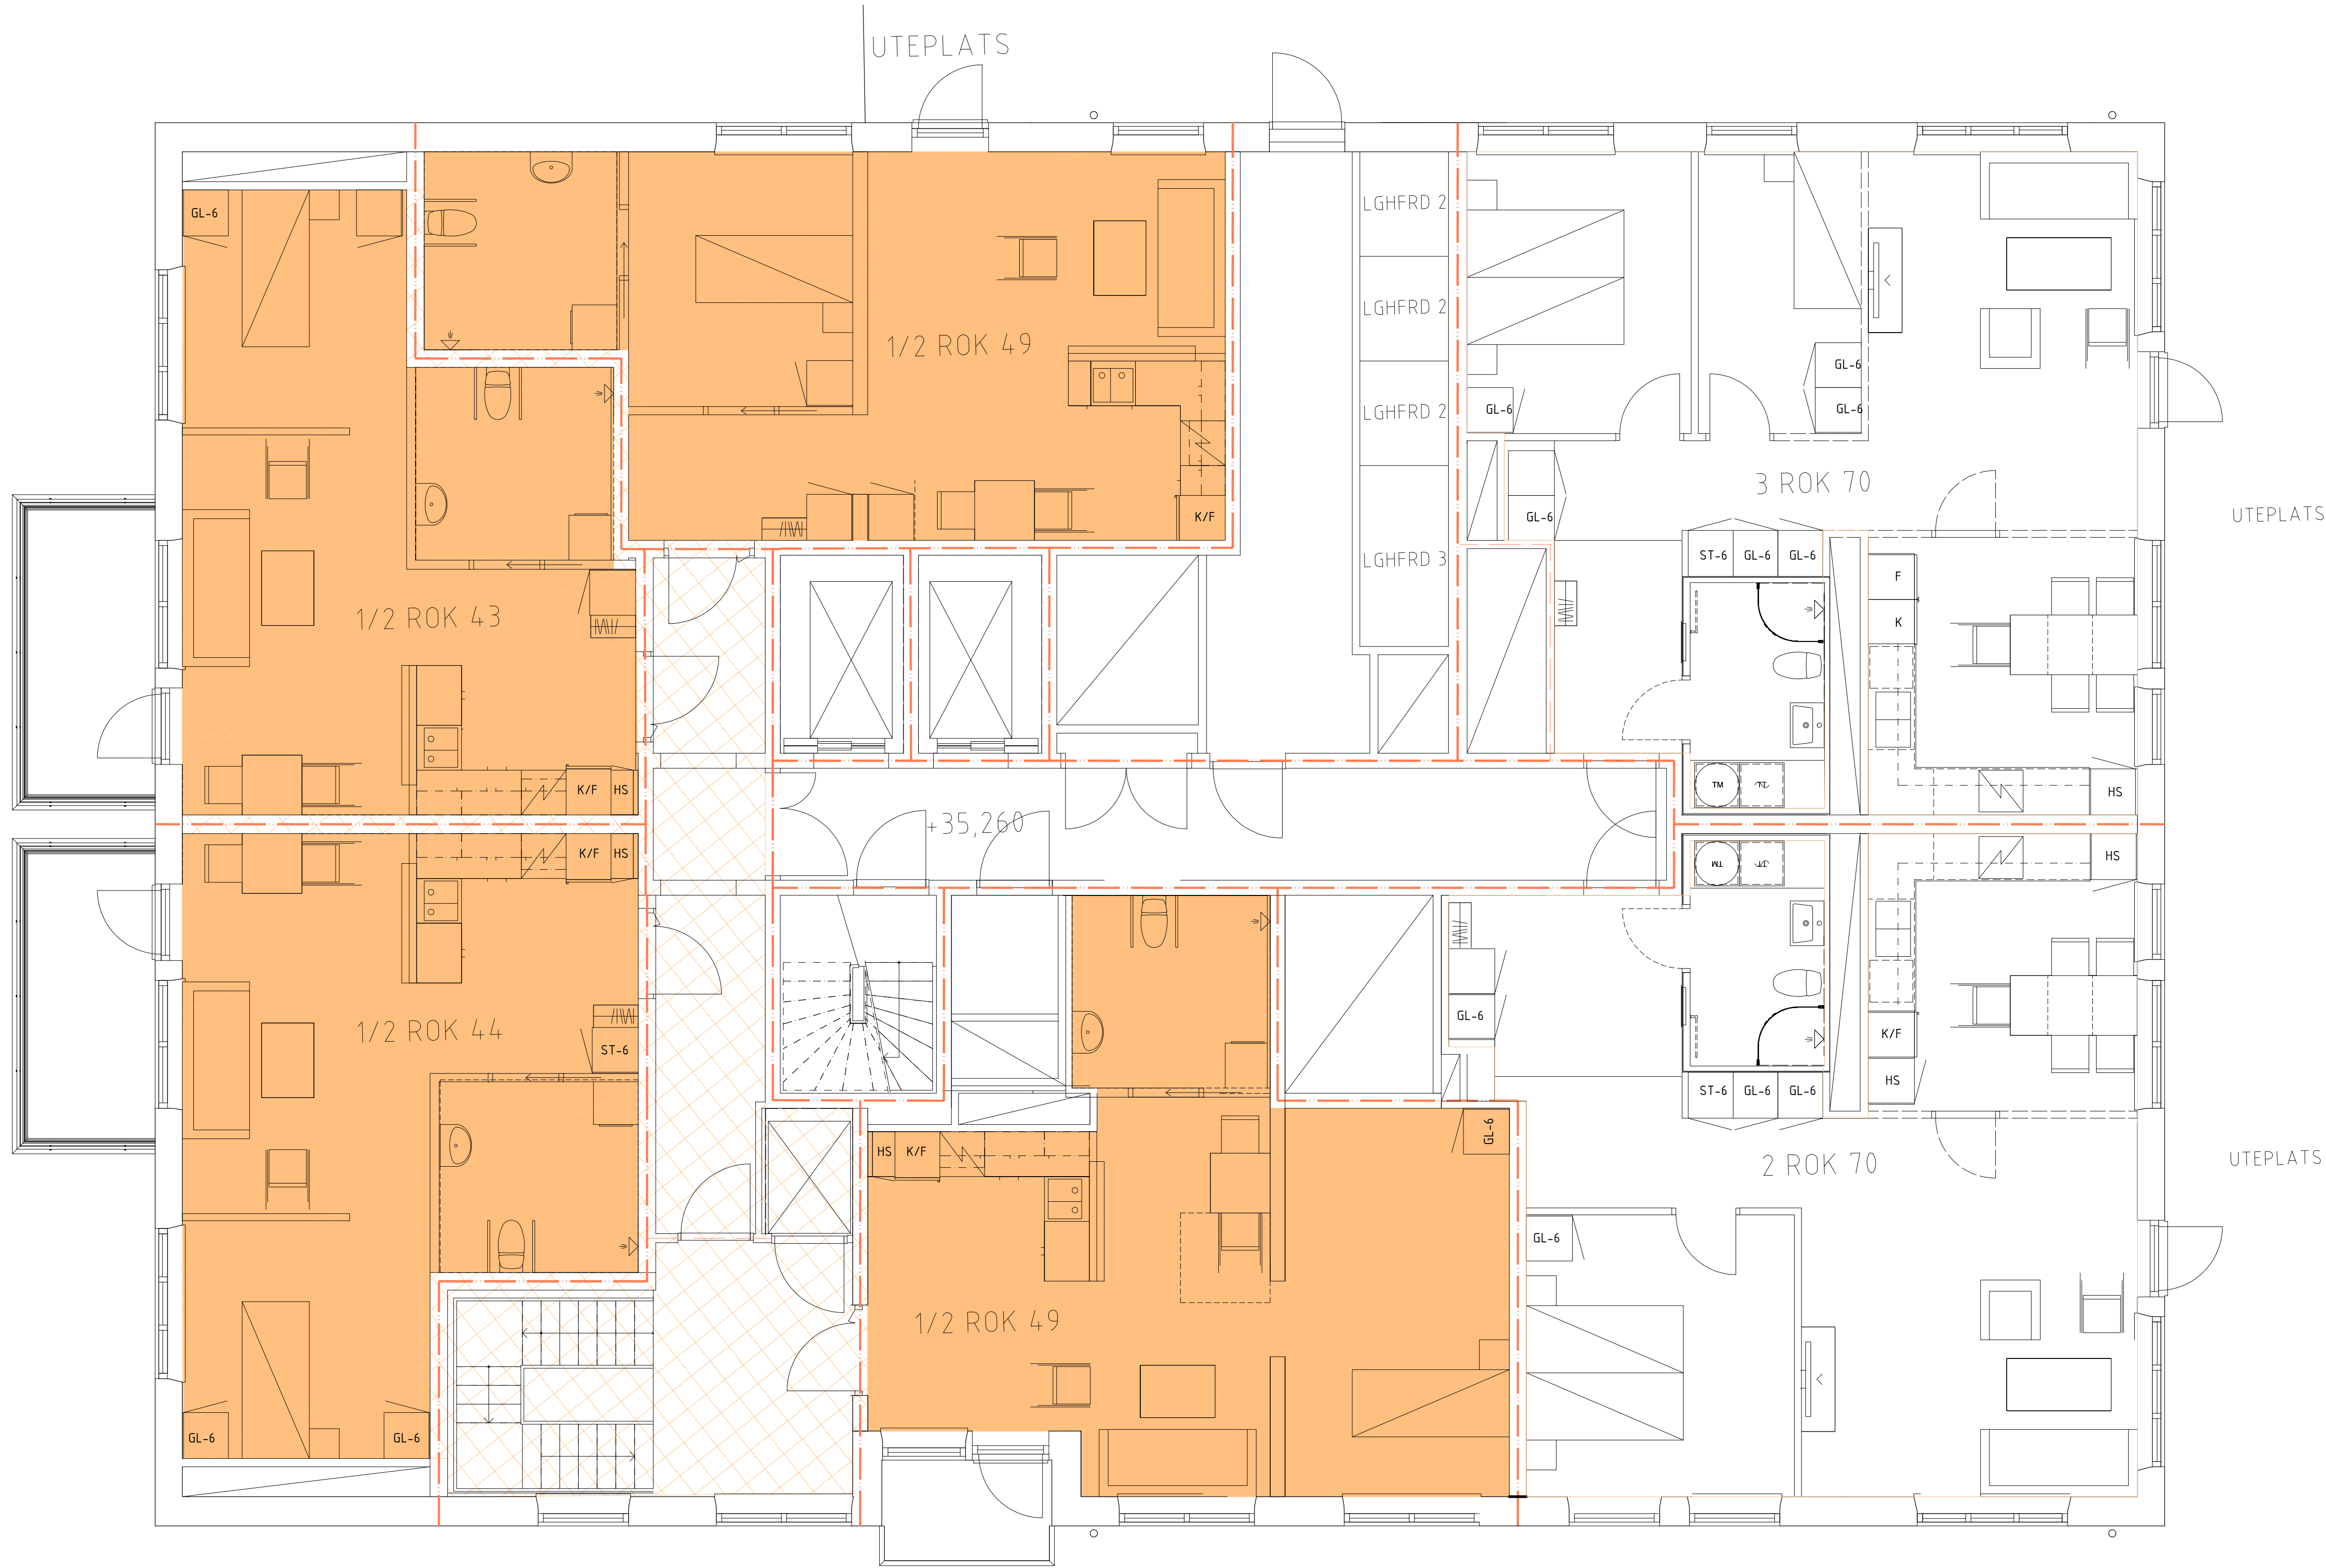 UTEPLATS
LGHFRD 2
GL-6
1/2 ROK 49
LGHFRD 2
GL-6
LGHFRD 2
GL-6
GL-6
3 ROK 70
K/F
GL-6
UTEPLATS
LGHFRD 3
ST-6 GL-6 GL-6
F
1/2 ROK 43
K
K/F HS
TM
HS
+35,260
K/F HS
TM
HS
1/2 ROK 44
GL-6
K/F
ST-6
HS
ST-6 GL-6 GL-6
GL-6
HS K/F
2 ROK 70
UTEPLATS
GL-6
1/2 ROK 49
GL-6
GL-6